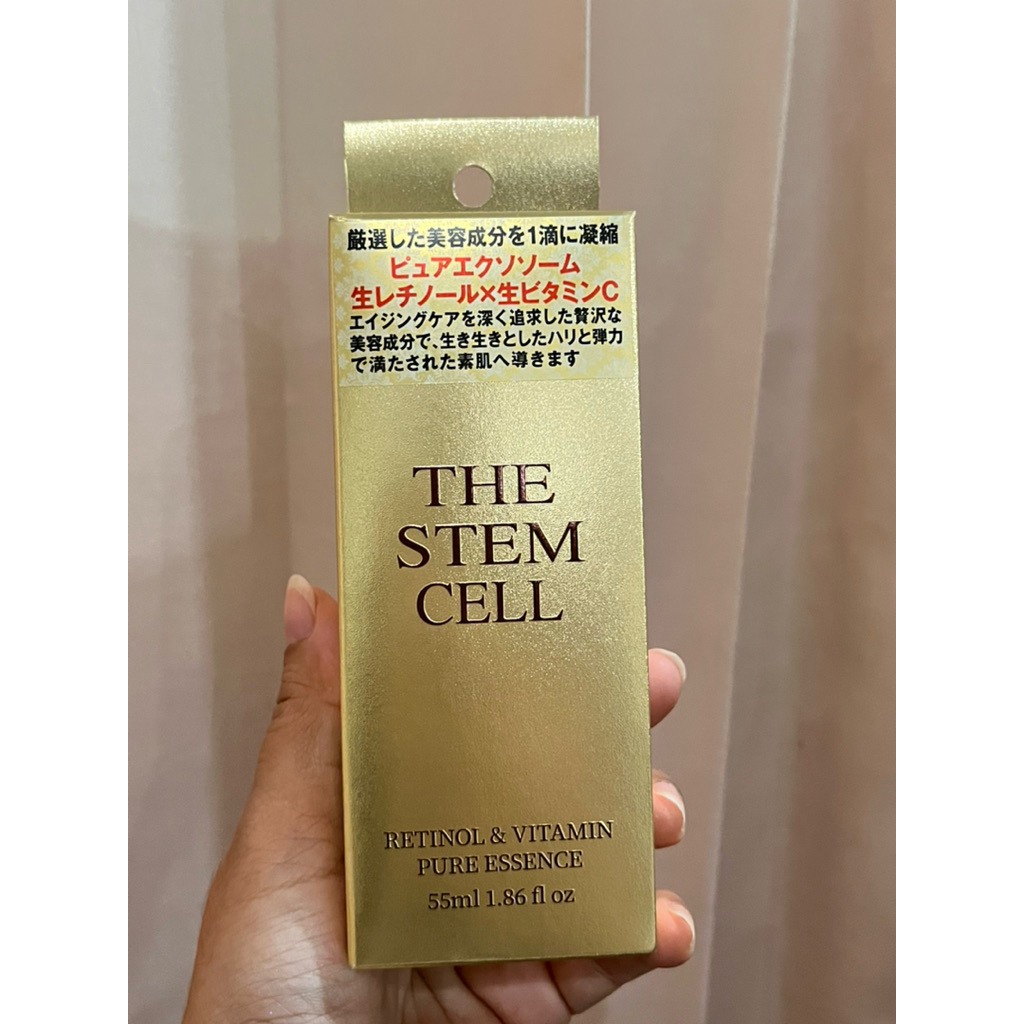 厳選した美容成分を1滴に凝縮
ピュアエクソソーム
生レチノール×生ビタミンC
エイジングケアを深く追求した贅沢な
美容成分で、生き生きとしたハリと弾力
で満たされた素肌へ導きます
THE
STEM
CELL
RETINOL & VITAMIN
PURE ESSENCE
55ml 1.86 fl oz